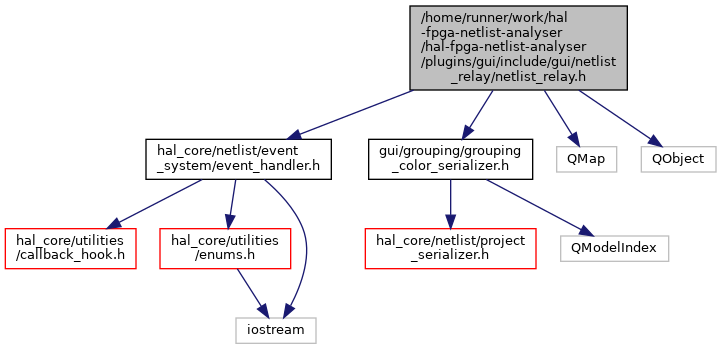 /home/runner/work/hal
-fpga-netlist-analyser
/hal-fpga-netlist-analyser
/plugins/gui/include/gui/netlist
_relay/netlist_relay.h
hal_core/netlist/event
_system/event_handler.h
gui/grouping/grouping
_color_serializer.h
QMap
QObject
hal_core/utilities
/callback_hook.h
hal_core/utilities
/enums.h
hal_core/netlist/project
_serializer.h
QModelIndex
iostream